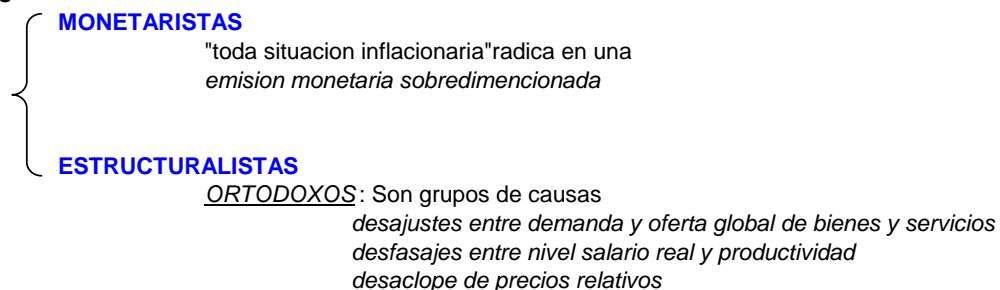 MONETARISTAS
"toda situacion inflacionaria"radica en una
emision monetaria sobredimencionada
ESTRUCTURALISTAS
ORTODOXOS: Son grupos de causas
desajustes entre demanda y oferta global de bienes y servicios
desfasajes entre nivel salario real y productividad
desaclope de precios relativos